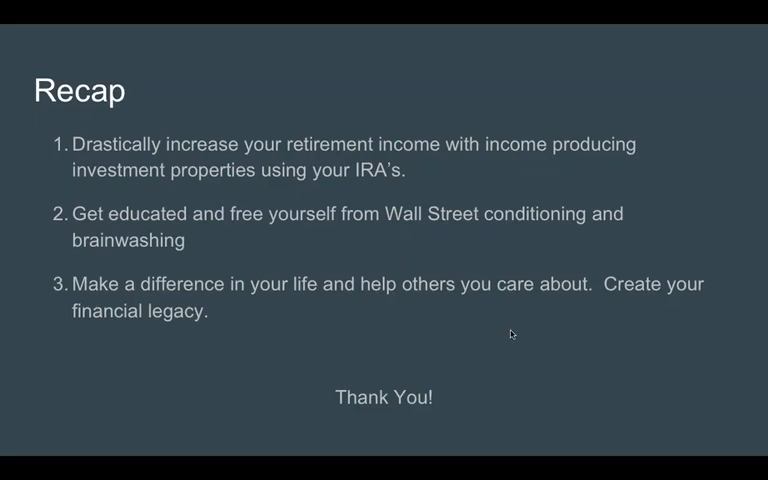 Recap
1. Drastically increase your retirement income with income producing
investment properties using your IRA's.
2. Get educated and free yourself from Wall Street conditioning and
brainwashing
3. Make a difference in your life and help others you care about.  Create your
financial legacy.
Thank You!